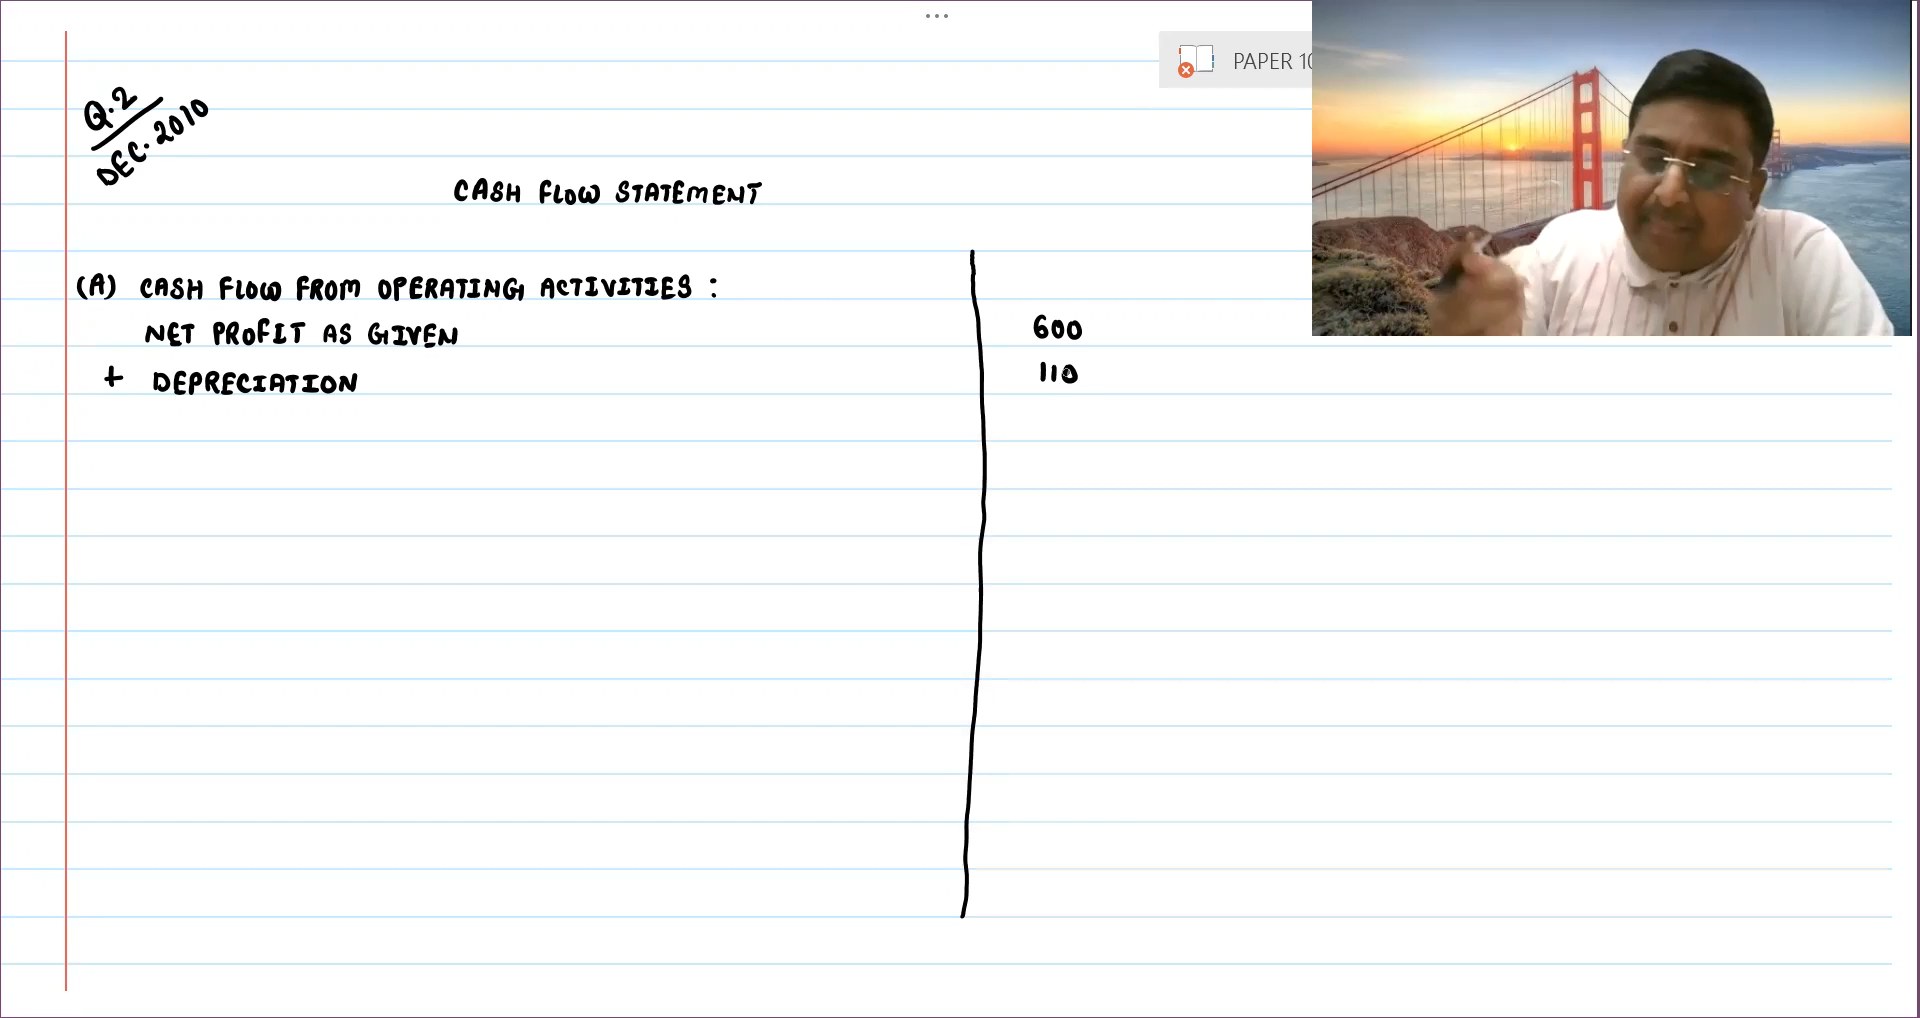 PAPER 10
Q.2
DEC. 2010
CASH FLOW STATEMENT
(A) CASH FLOW FROM OPERATING ACTIVITIES :
NET PROFIT AS GIVEN 600
+ DEPRECIATION 110